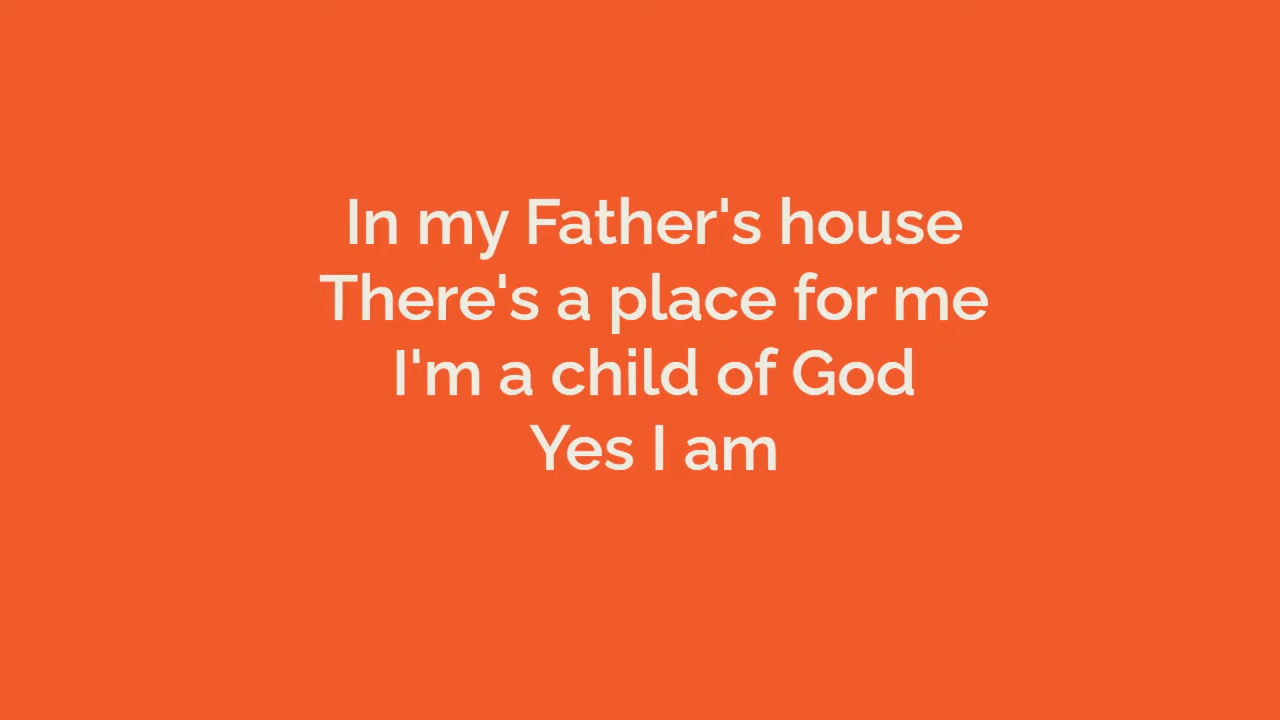 In my Father's house
There's a place for me
I'm a child of God
Yes I am